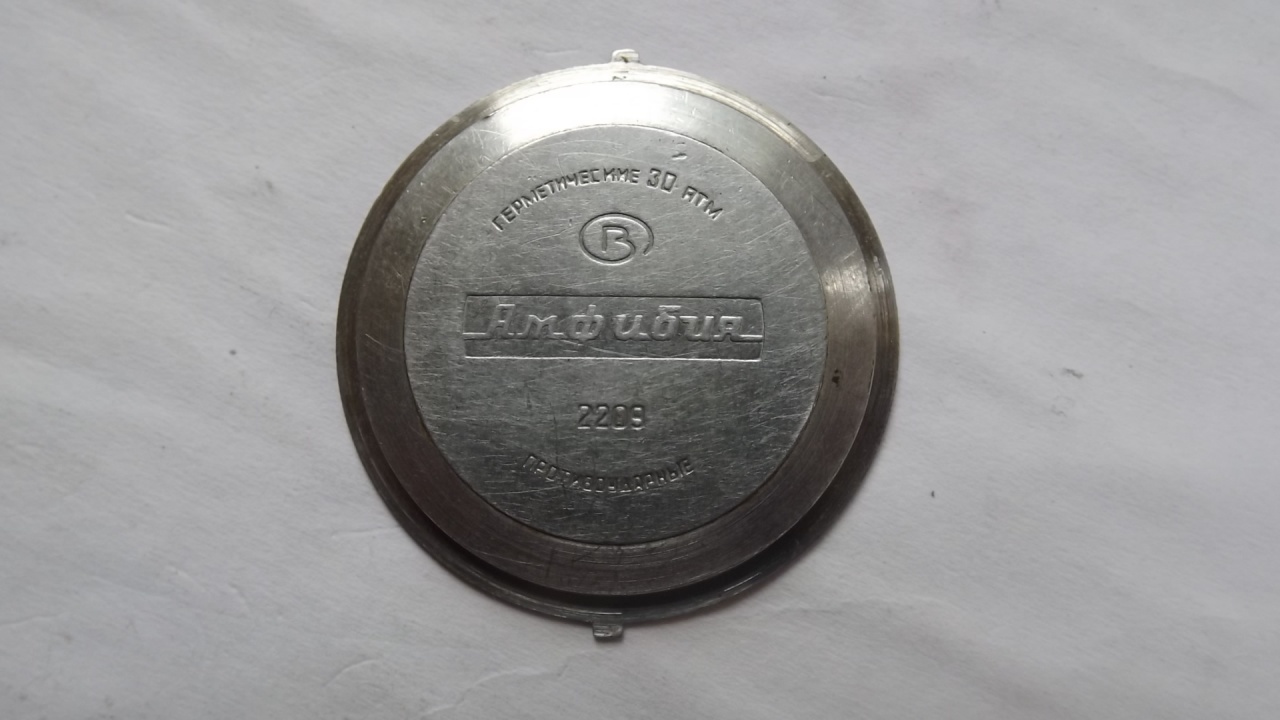 ГЕРМЕТИЧЕСКИЕ 30 АТМ
В
Амфибия
2209
ПРОТИВОУДАРНЫЕ